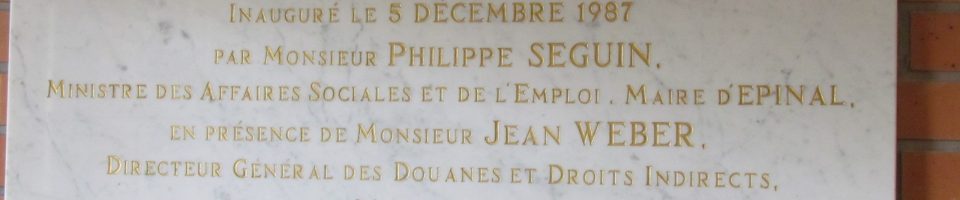 INAUGURÉ LE 5 DÉCEMBRE 1987
PAR MONSIEUR PHILIPPE SEGUIN.
MINISTRE DES AFFAIRES SOCIALES ET DE L'EMPLOI. MAIRE D'EPINAL,
EN PRÉSENCE DE MONSIEUR JEAN WEBER,
DIRECTEUR GÉNÉRAL DES DOUANES ET DROITS INDIRECTS,